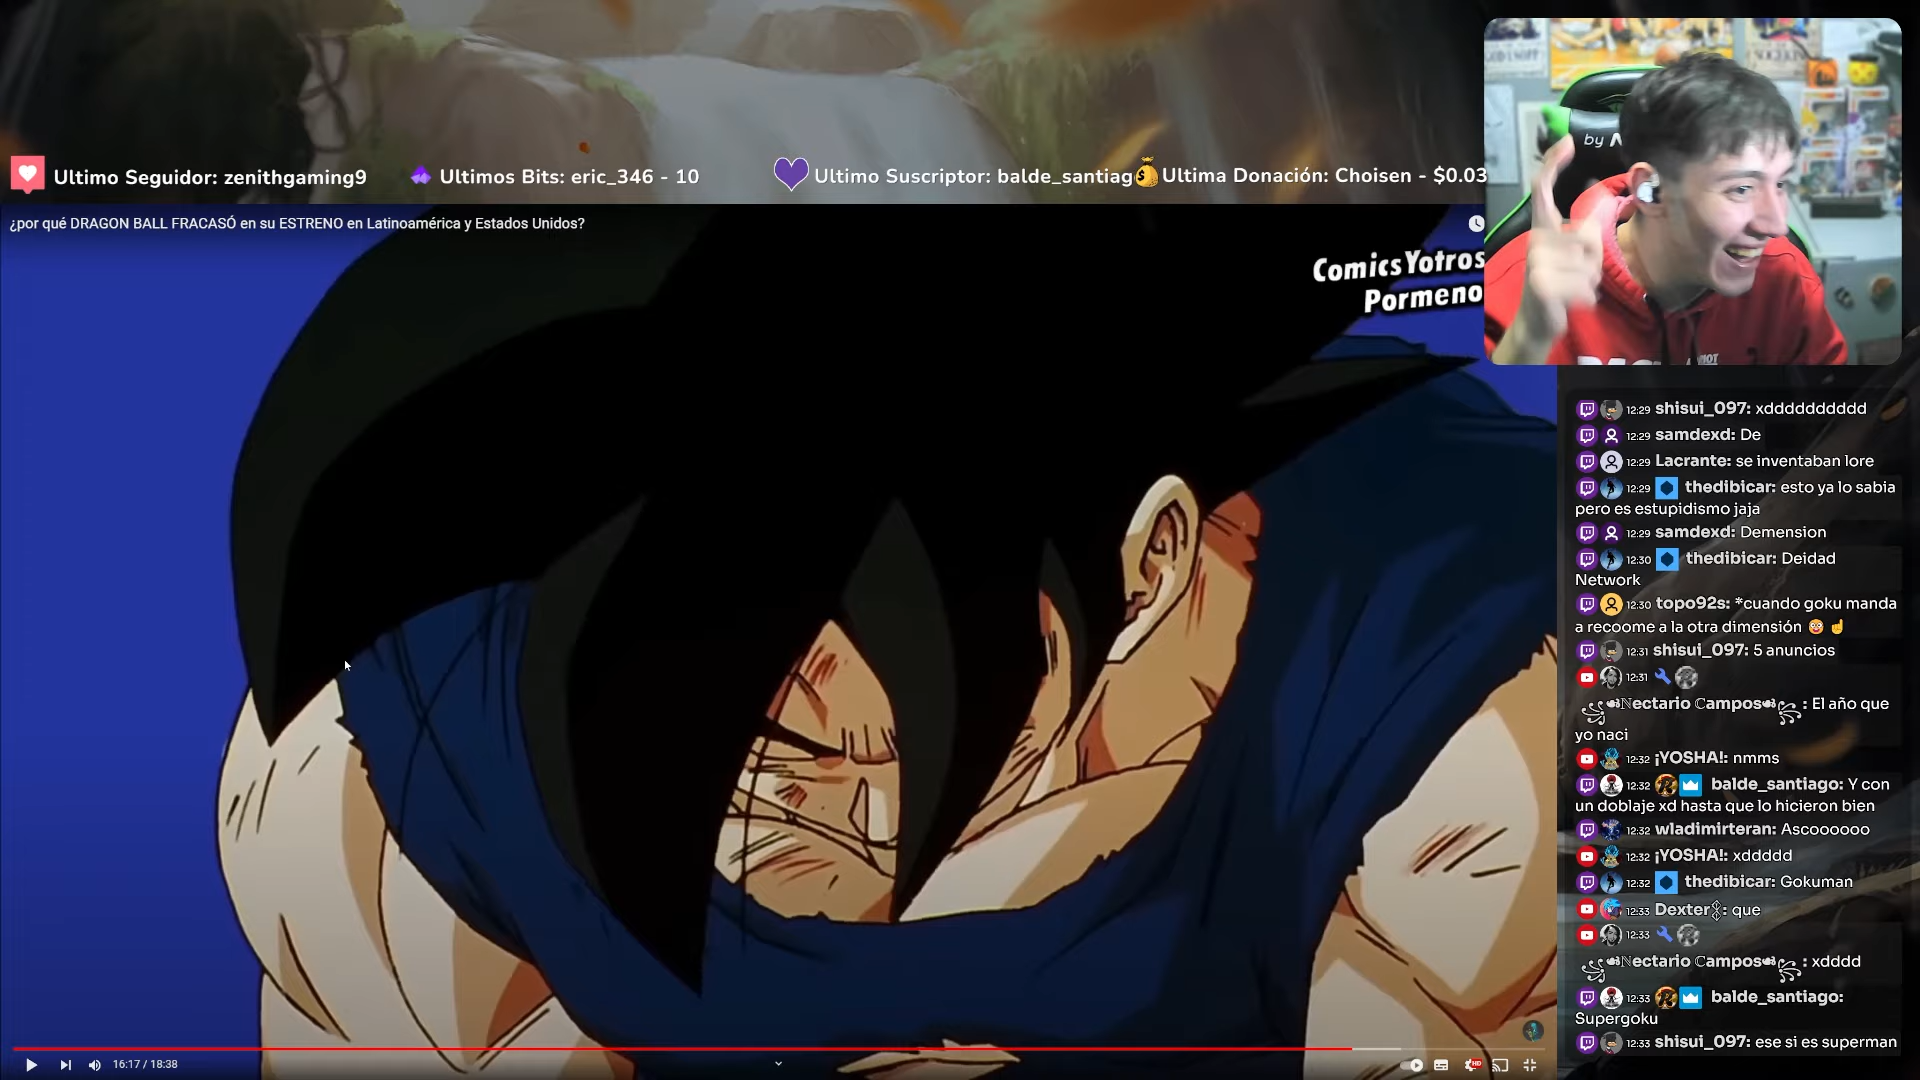 Ultimo Seguidor: zenithgaming9
Ultimos Bits: eric_346 - 10
Ultimo Suscriptor: balde_santiag
Ultima Donación: Choisen - $0.03
¿por qué DRAGON BALL FRACASÓ en su ESTRENO en Latinoamérica y Estados Unidos?
ComicsYotros
Pormeno
by
12:29 shisui_097: xdddddddddd
12:29 samdexd: De
12:29 Lacrante: se inventaban lore
12:29 thedibicar: esto ya lo sabia
pero es estupidismo jaja
12:29 samdexd: Demension
12:30 thedibicar: Deidad
Network
12:30 topo92s: *cuando goku manda
a recoome a la otra dimensión 🤪☝
12:31 shisui_097: 5 anuncios
12:31
ℕectario ℂampos: El año que
yo naci
12:32 ¡YOSHA!: nmms
12:32 balde_santiago: Y con
un doblaje xd hasta que lo hicieron bien
12:32 wladimirteran: Ascoooooo
12:32 ¡YOSHA!: xddddd
12:32 thedibicar: Gokuman
12:33 Dexter: que
12:33
ℕectario ℂampos: xdddd
12:33 balde_santiago:
Supergoku
12:33 shisui_097: ese si es superman
16:17 / 18:38
HD